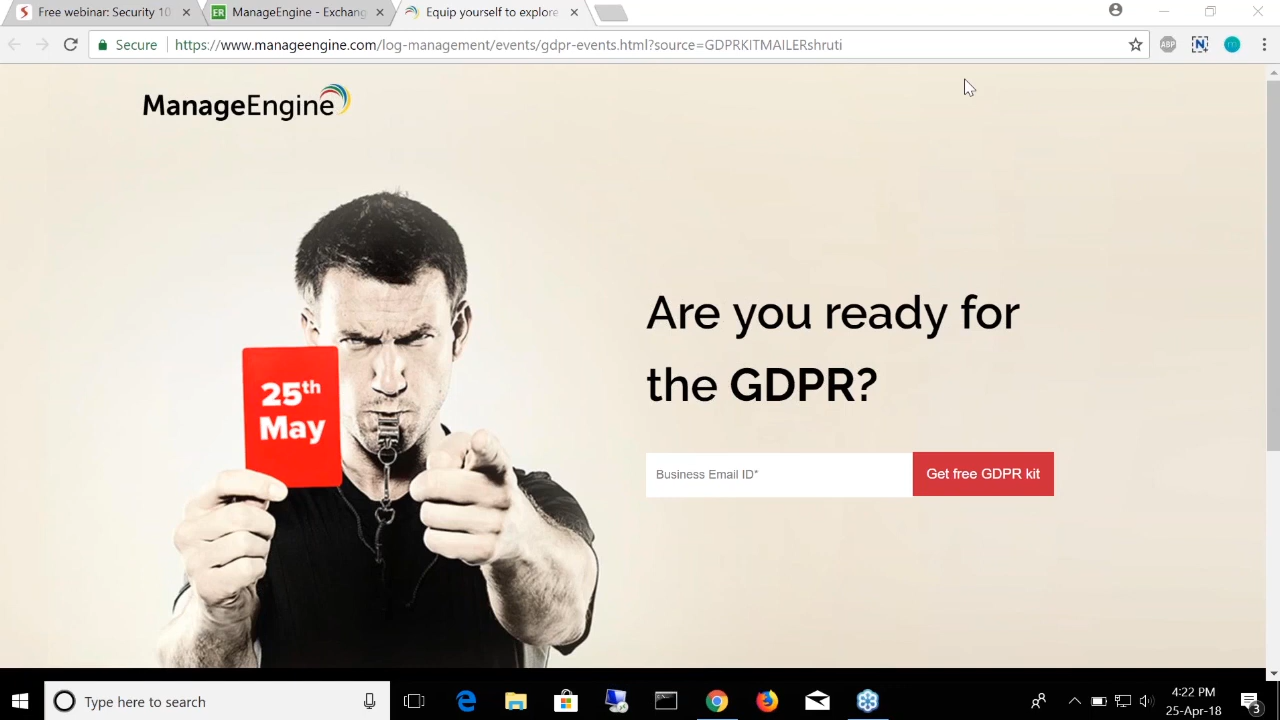 Free webinar: Security 10
ManageEngine - Exchang
Equip yourself to explore
Secure
https://www.manageengine.com/log-management/events/gdpr-events.html?source=GDPRKITMAILERshruti
ABP
N
m
ManageEngine
25th
May
Are you ready for
the GDPR?
Business Email ID*
Get free GDPR kit
Type here to search
4:22 PM
25-Apr-18
3